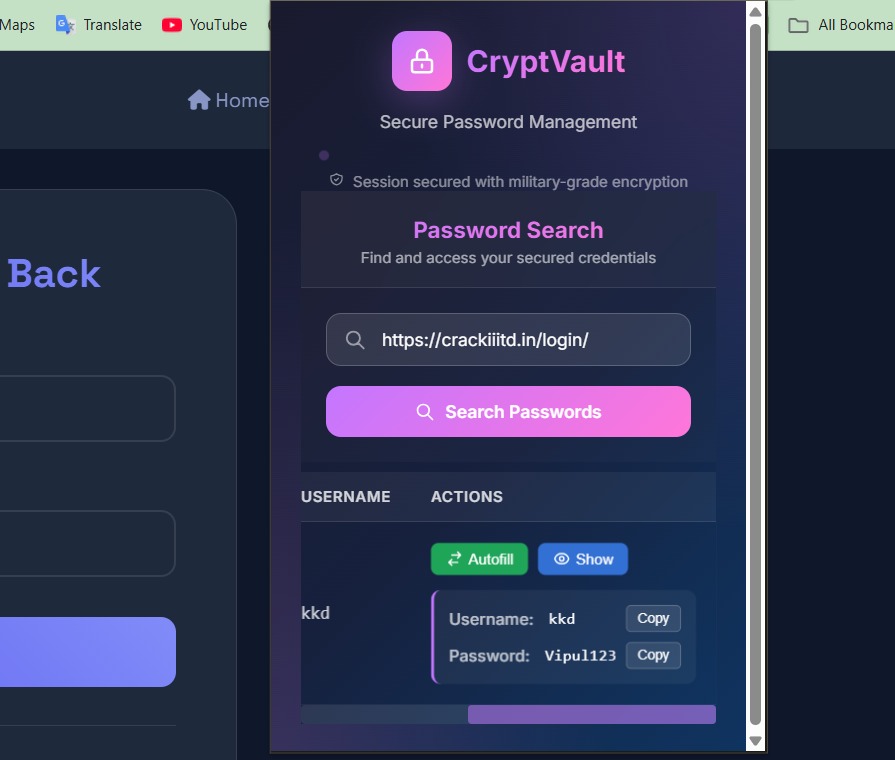 Maps Translate YouTube All Bookma
Home
Back
CryptVault
Secure Password Management
Session secured with military-grade encryption
Password Search
Find and access your secured credentials
https://crackiiitd.in/login/
Search Passwords
USERNAME ACTIONS
Autofill Show
kkd
Username: kkd Copy
Password: Vipul123 Copy